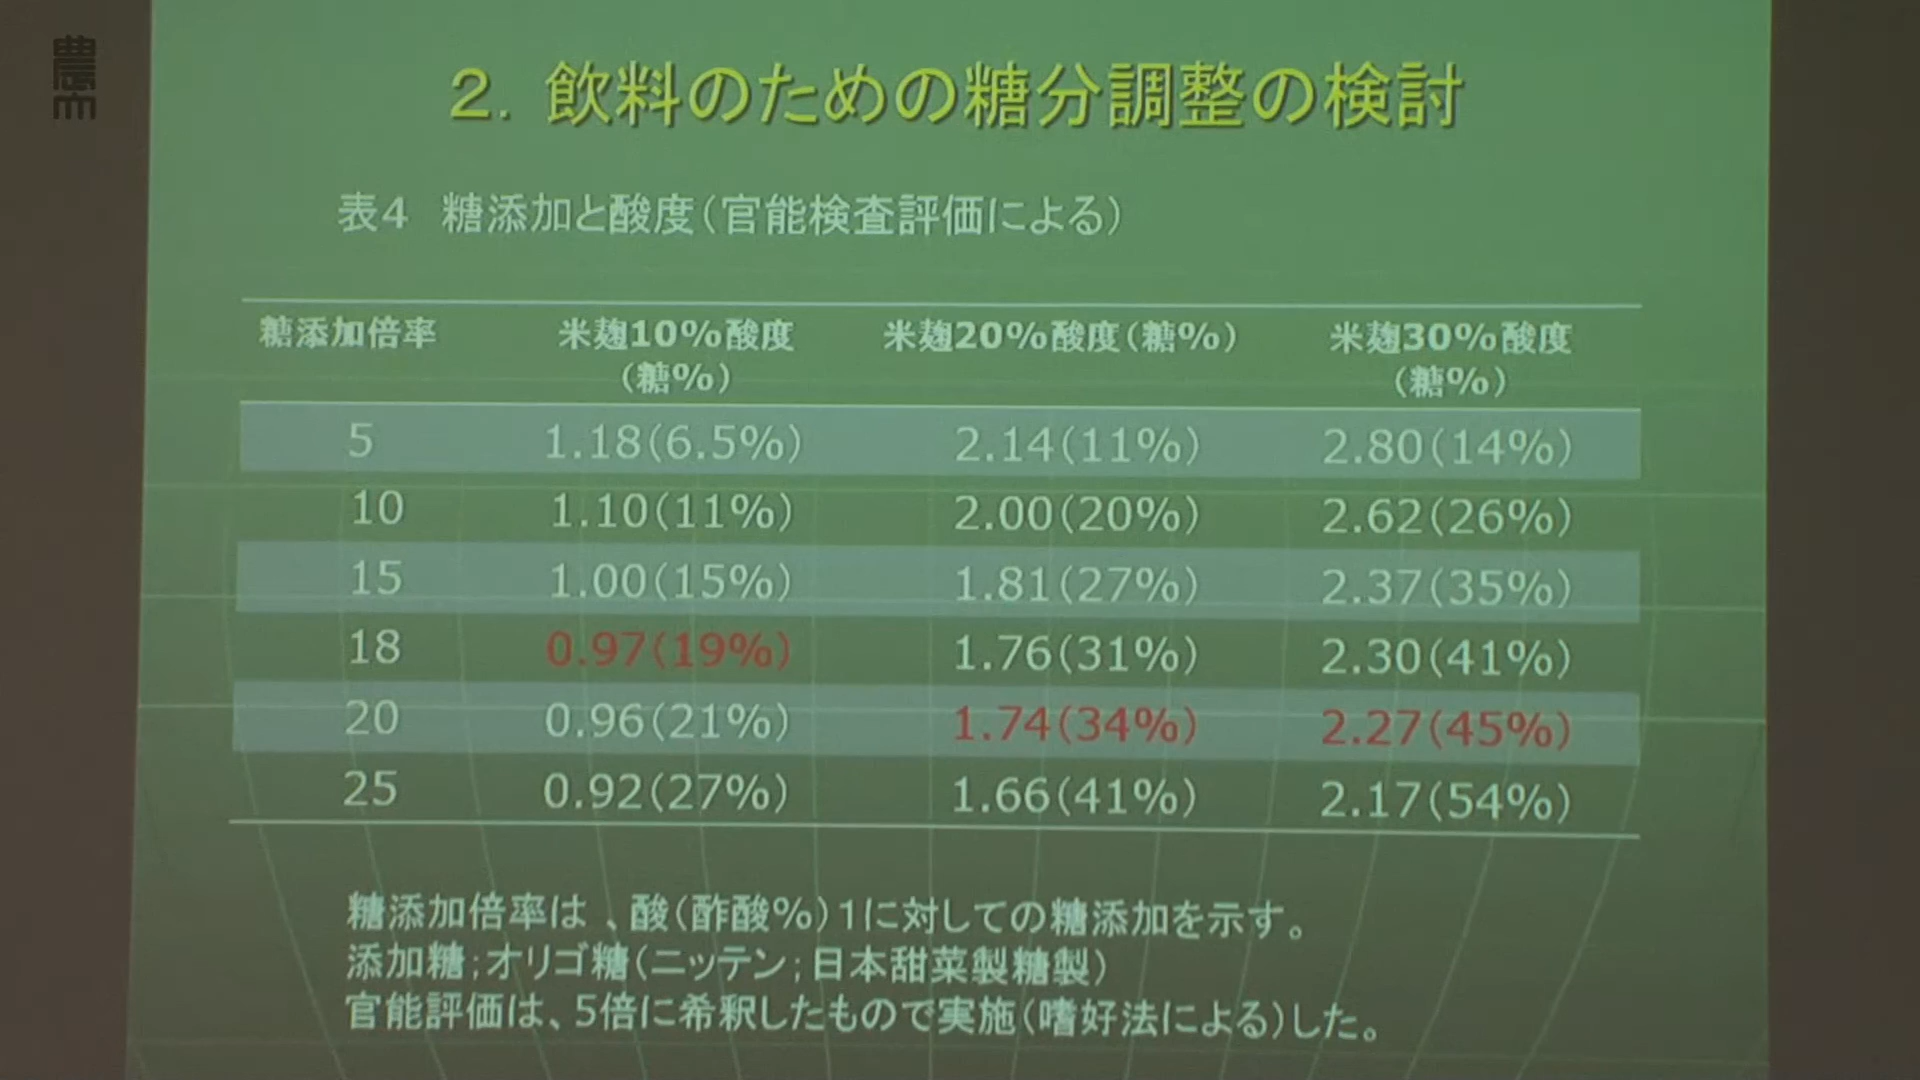 農
2．飲料のための糖分調整の検討
表4　糖添加と酸度(官能検査評価による)
糖添加倍率 米麹10%酸度(糖%) 米麹20%酸度(糖%) 米麹30%酸度(糖%)
5 1.18(6.5%) 2.14(11%) 2.80(14%)
10 1.10(11%) 2.00(20%) 2.62(26%)
15 1.00(15%) 1.81(27%) 2.37(35%)
18 0.97(19%) 1.76(31%) 2.30(41%)
20 0.96(21%) 1.74(34%) 2.27(45%)
25 0.92(27%) 1.66(41%) 2.17(54%)
糖添加倍率は 、酸(酢酸%)1に対しての糖添加を示す。
添加糖;オリゴ糖(ニッテン;日本甜菜製糖製)
官能評価は、5倍に希釈したもので実施(嗜好法による)した。